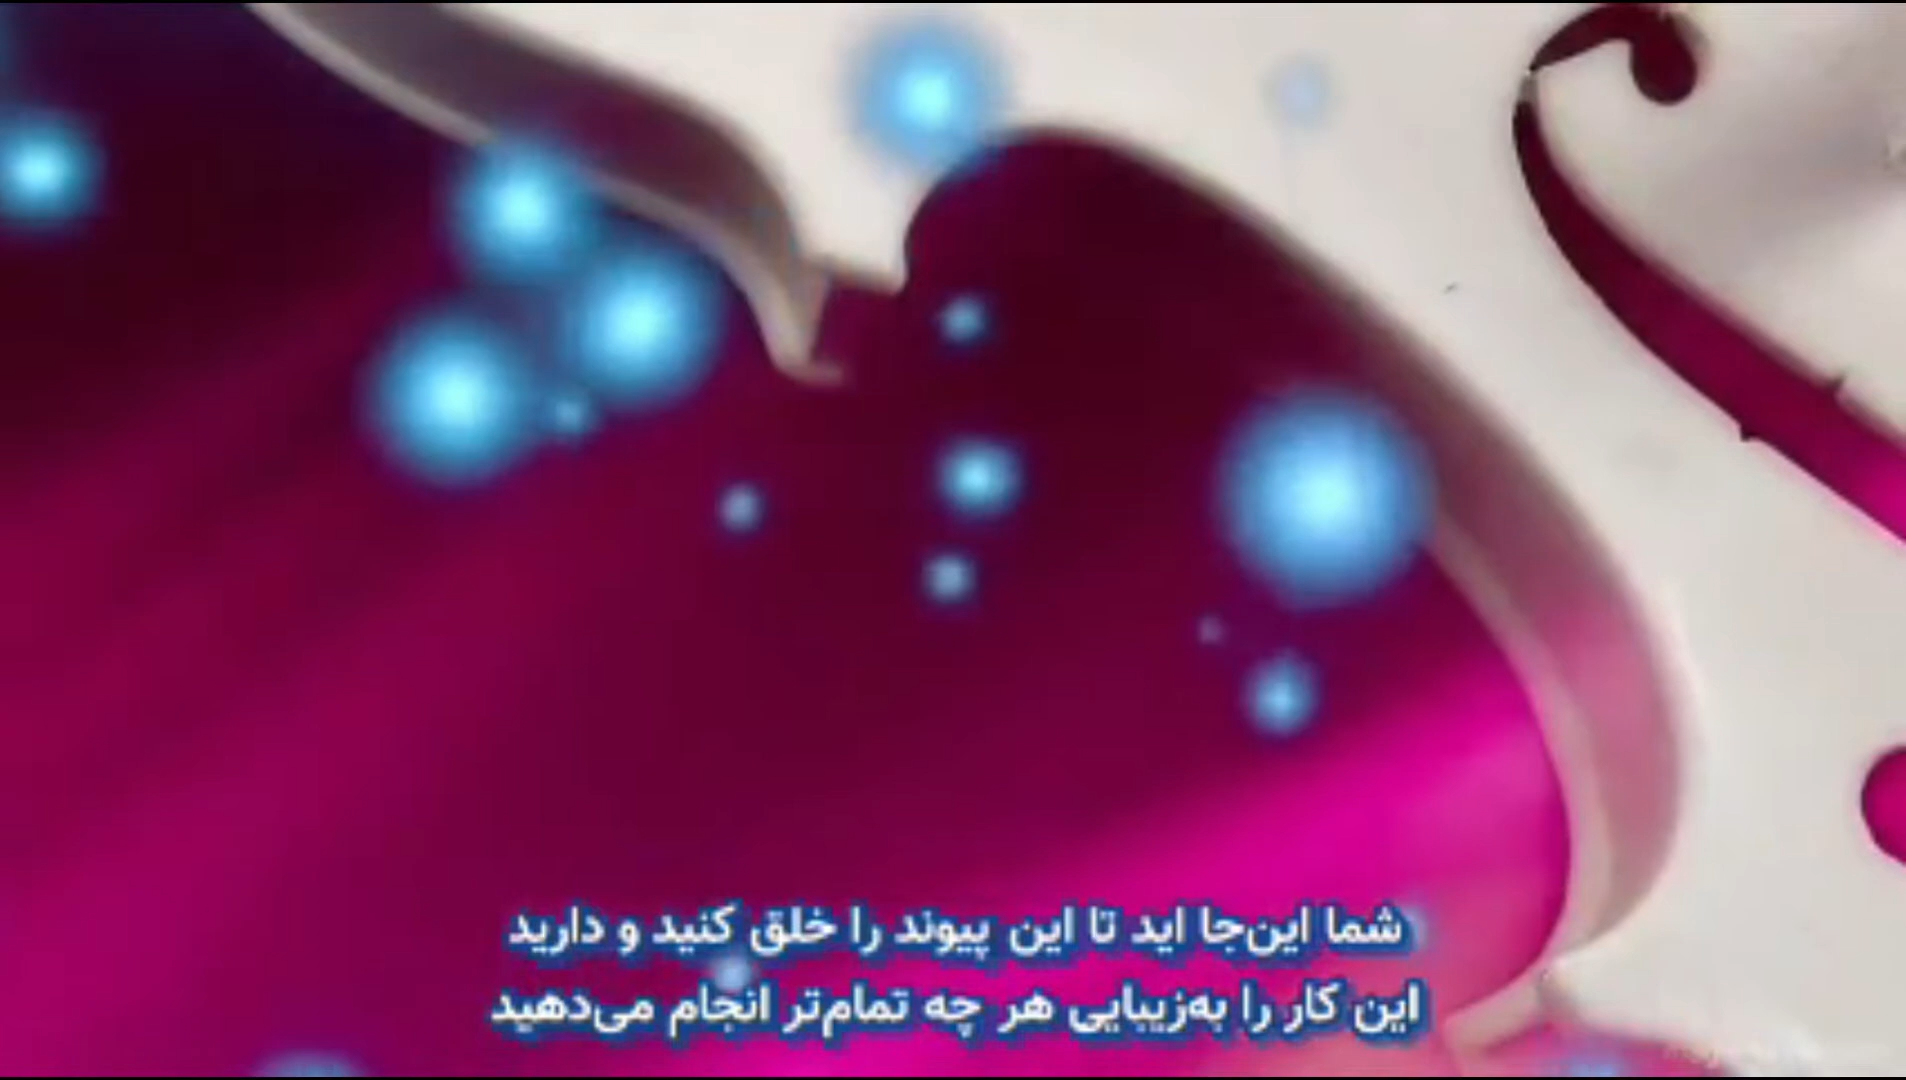 شما این‌جا اید تا این پیوند را خلق کنید و دارید
این کار را به‌زیبایی هر چه تمام‌تر انجام می‌دهید